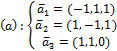 (a): { ā₁ = (-1,1,1)
ā₂ = (1,-1,1)
ā₃ = (1,1,0)